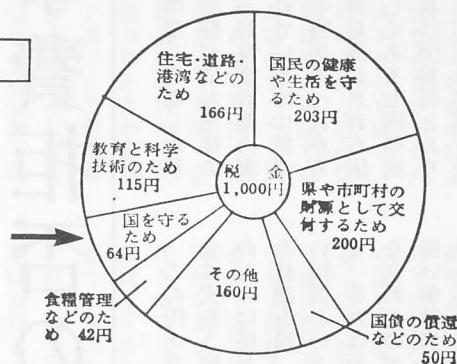 国民の健康
や生活を守
るため
203円
県や市町村の
財源として交
付するため
200円
国債の償還
などのため
50円
その他
160円
食糧管理
などのた
め 42円
国を守る
ため
64円
教育と科学
技術のため
115円
住宅・道路・
港湾などの
ため
166円
税 金
1,000円